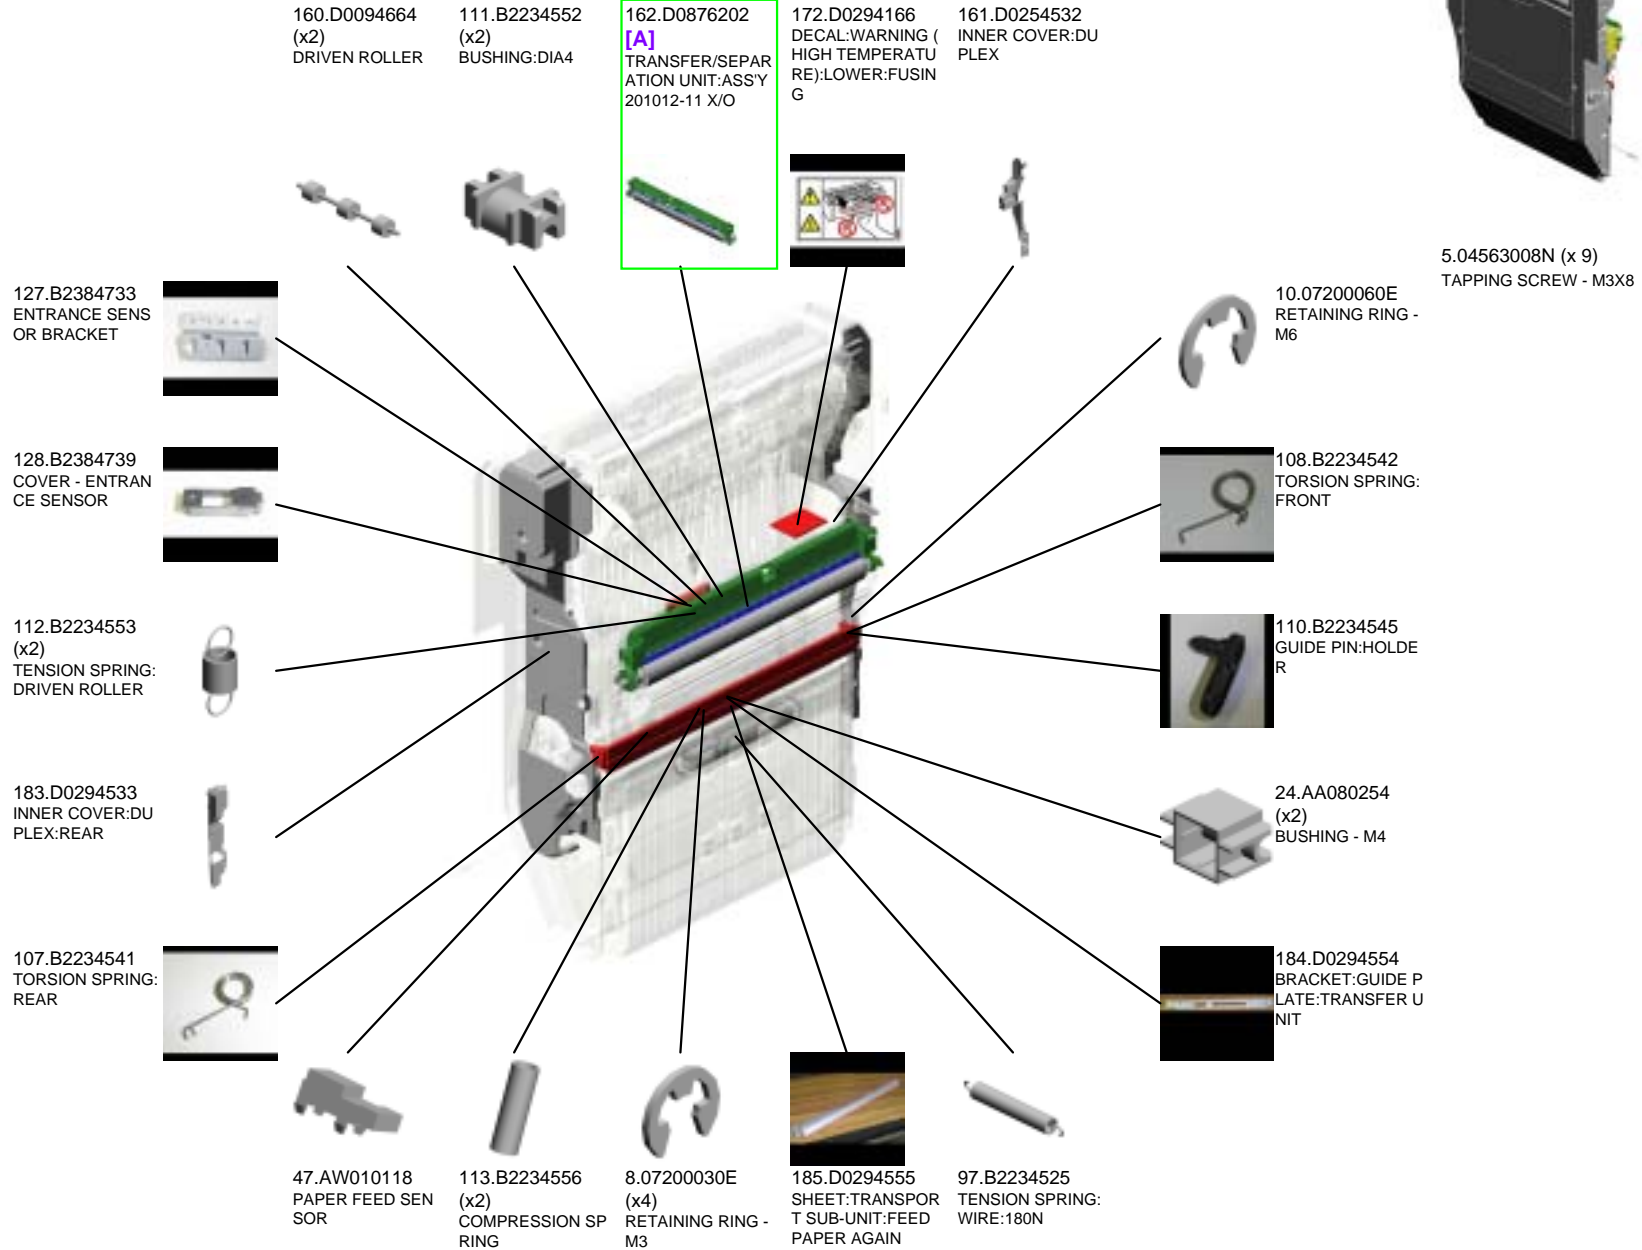 160.D0094664
(x2)
DRIVEN ROLLER
111.B2234552
(x2)
BUSHING:DIA4
162.D0876202
[A]
TRANSFER/SEPAR
ATION UNIT:ASS'Y
201012-11 X/O
172.D0294166
DECAL:WARNING (
HIGH TEMPERATU
RE):LOWER:FUSIN
G
161.D0254532
INNER COVER:DU
PLEX
5.04563008N (x 9)
TAPPING SCREW - M3X8
127.B2384733
ENTRANCE SENS
OR BRACKET
10.07200060E
RETAINING RING -
M6
128.B2384739
COVER - ENTRAN
CE SENSOR
108.B2234542
TORSION SPRING:
FRONT
112.B2234553
(x2)
TENSION SPRING:
DRIVEN ROLLER
110.B2234545
GUIDE PIN:HOLDE
R
183.D0294533
INNER COVER:DU
PLEX:REAR
24.AA080254
(x2)
BUSHING - M4
107.B2234541
TORSION SPRING:
REAR
184.D0294554
BRACKET:GUIDE P
LATE:TRANSFER U
NIT
47.AW010118
PAPER FEED SEN
SOR
113.B2234556
(x2)
COMPRESSION SP
RING
8.07200030E
(x4)
RETAINING RING -
M3
185.D0294555
SHEET:TRANSPOR
T SUB-UNIT:FEED
PAPER AGAIN
97.B2234525
TENSION SPRING:
WIRE:180N